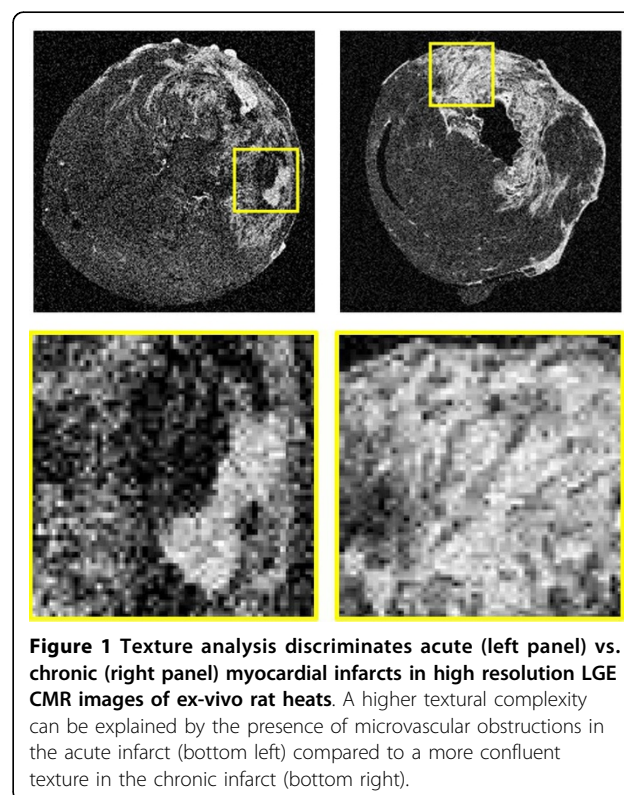 Figure 1 Texture analysis discriminates acute (left panel) vs.
chronic (right panel) myocardial infarcts in high resolution LGE
CMR images of ex-vivo rat heats. A higher textural complexity
can be explained by the presence of microvascular obstructions in
the acute infarct (bottom left) compared to a more confluent
texture in the chronic infarct (bottom right).